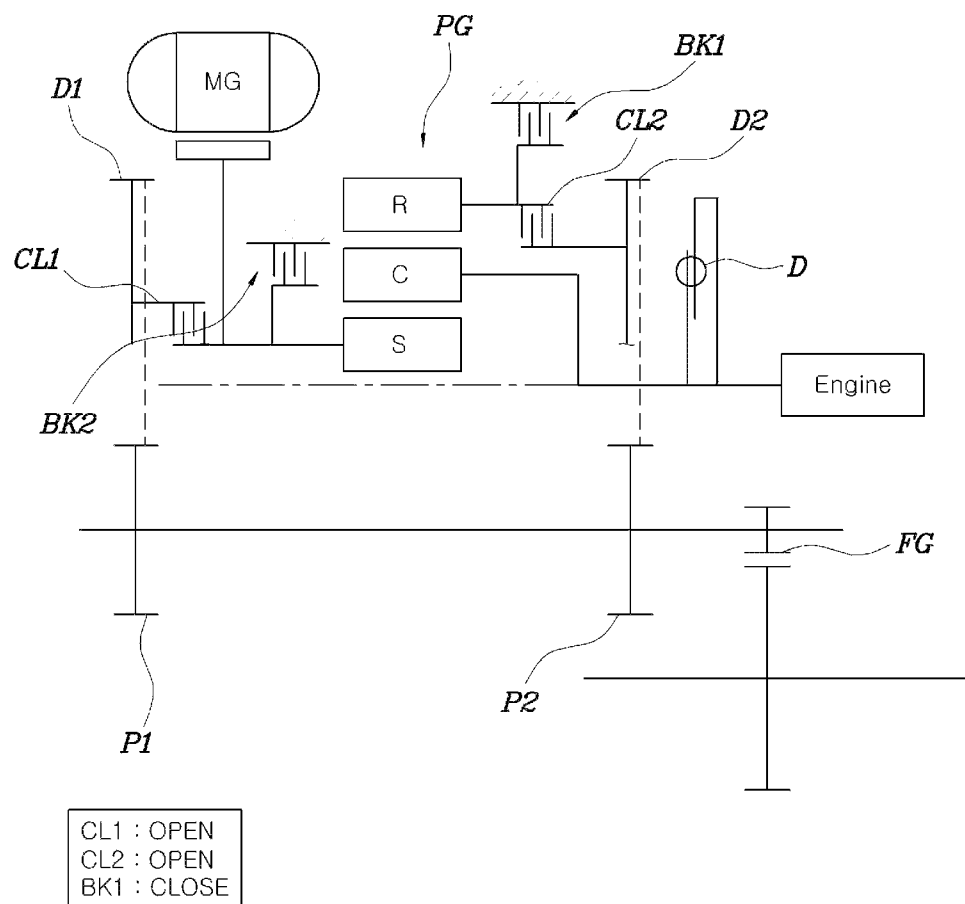 PG
BK1
MG
D1
CL2
D2
R
CL1
C
D
S
BK2
Engine
FG
P2
P1
CL1 : OPEN
CL2 : OPEN
BK1 : CLOSE